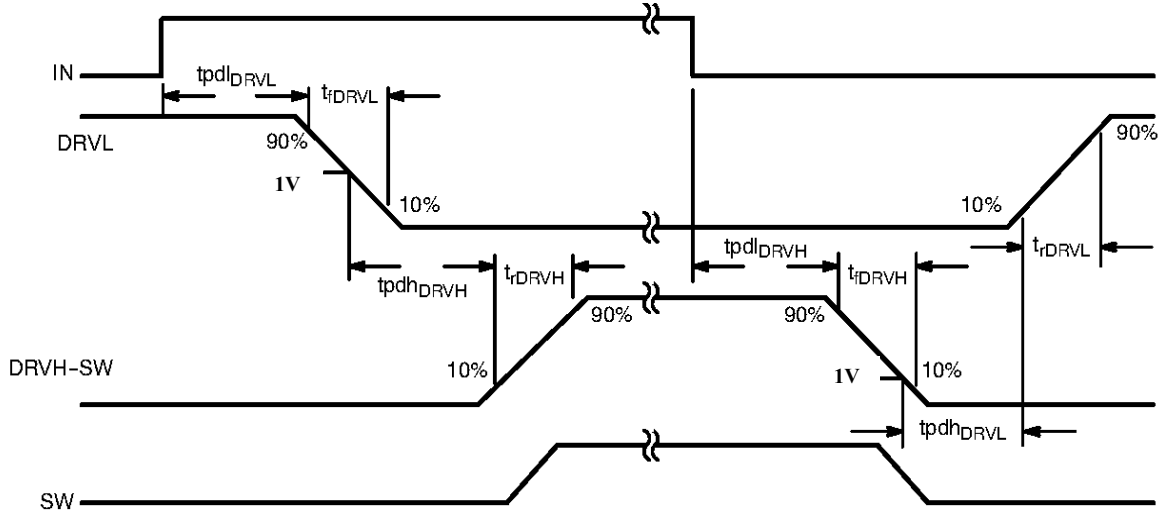 IN
tpdlDRVL
tfDRVL
DRVL
90%
90%
1V
10%
10%
tpdlDRVH
trDRVL
tpdhDRVH
trDRVH
tfDRVH
90%
90%
DRVH-SW
10%
1V
10%
tpdhDRVL
SW